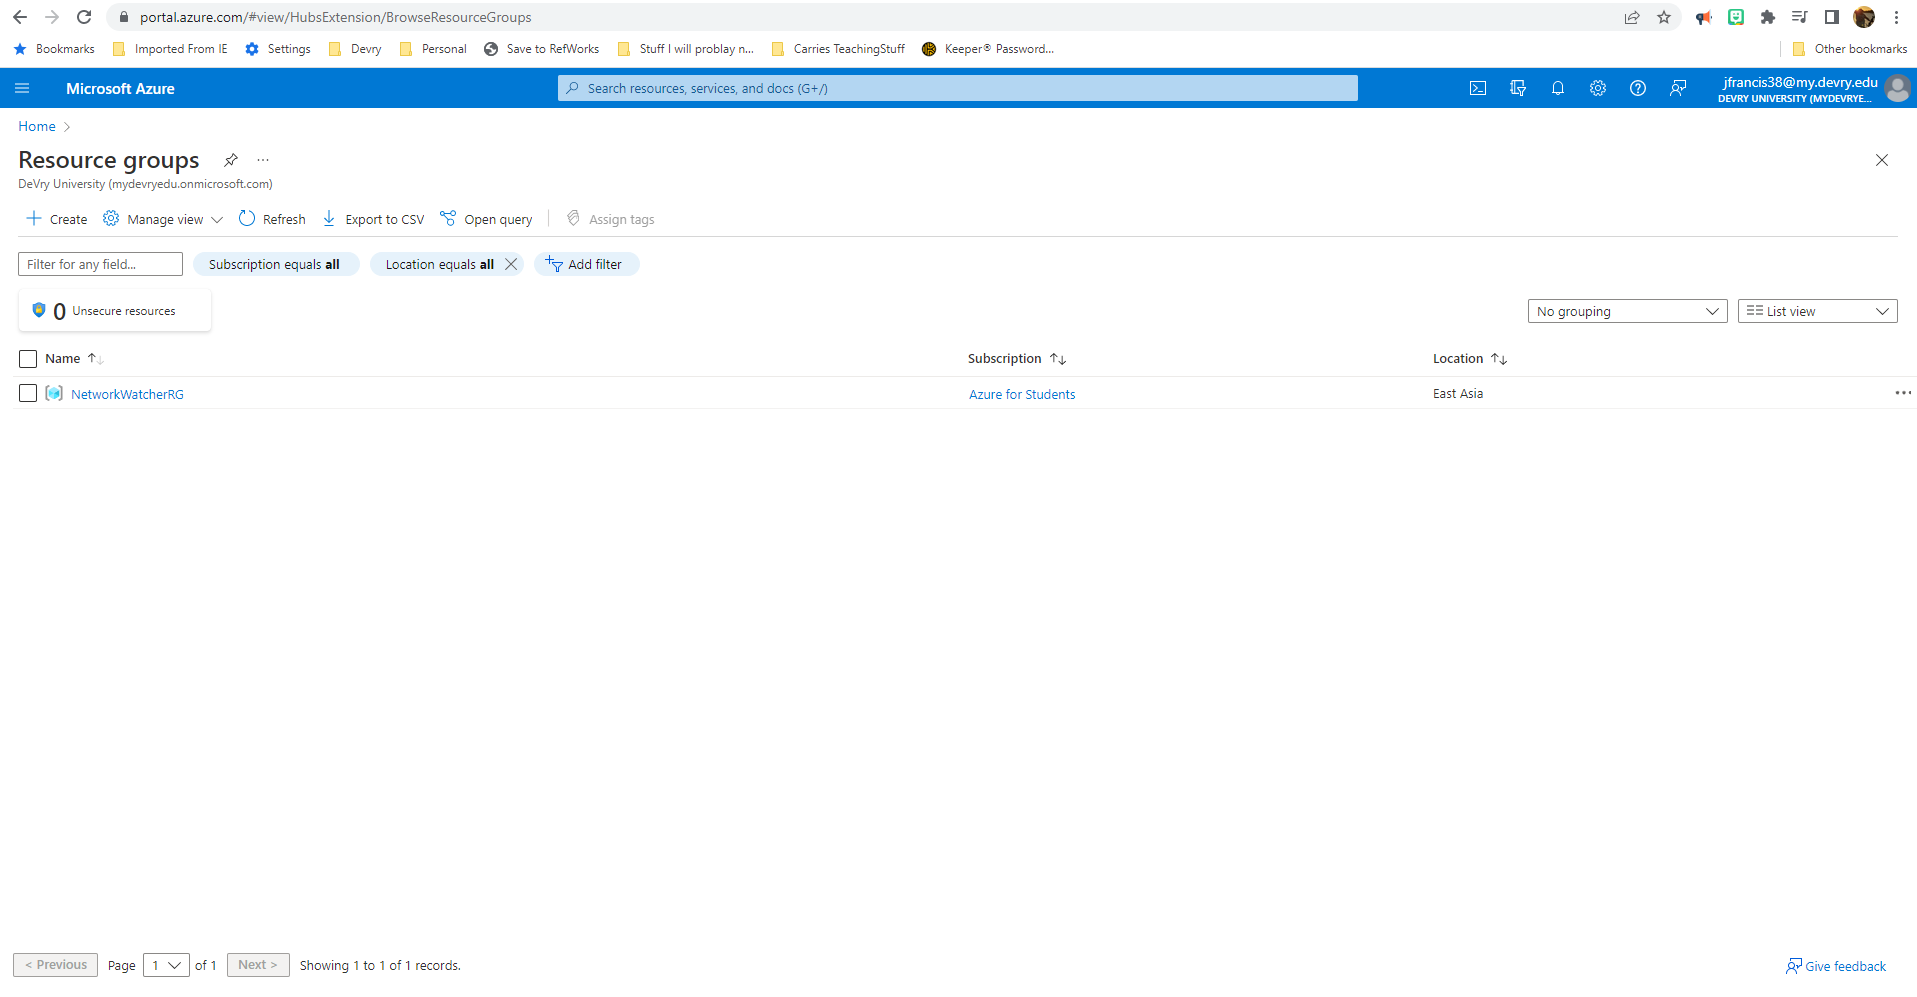 portal.azure.com/#view/HubsExtension/BrowseResourceGroups
Bookmarks Imported From IE Settings Devry Personal Save to RefWorks Stuff I will problay n... Carries TeachingStuff Keeper® Password... Other bookmarks
Microsoft Azure Search resources, services, and docs (G+/) jfrancis38@my.devry.edu
DEVRY UNIVERSITY (MYDEVRYE...
Home >
Resource groups ...
DeVry University (mydevryedu.onmicrosoft.com)
Create Manage view Refresh Export to CSV Open query Assign tags
Filter for any field... Subscription equals all Location equals all Add filter
0 Unsecure resources No grouping List view
Name Subscription Location
NetworkWatcherRG Azure for Students East Asia
< Previous Page 1 of 1 Next > Showing 1 to 1 of 1 records. Give feedback